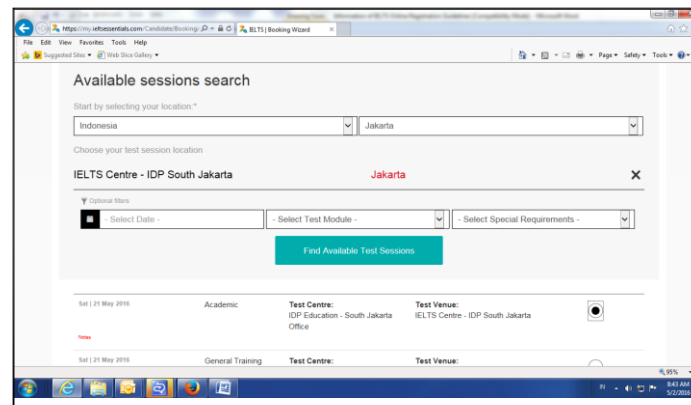 https://my.ieltsessentials.com/Candidate/Booking/
IELTS | Booking Wizard
File Edit View Favorites Tools Help
Suggested Sites Web Slice Gallery
Page Safety Tools
Available sessions search
Start by selecting your location:*
Indonesia Jakarta
Choose your test session location
IELTS Centre - IDP South Jakarta Jakarta
Optional filters
- Select Date - - Select Test Module - - Select Special Requirements -
Find Available Test Sessions
Sat | 21 May 2016 Academic Test Centre: Test Venue:
IDP Education - South Jakarta IELTS Centre - IDP South Jakarta
Office
Notes
Sat | 21 May 2016 General Training Test Centre: Test Venue:
95%
IN 9:43 AM
5/2/2016